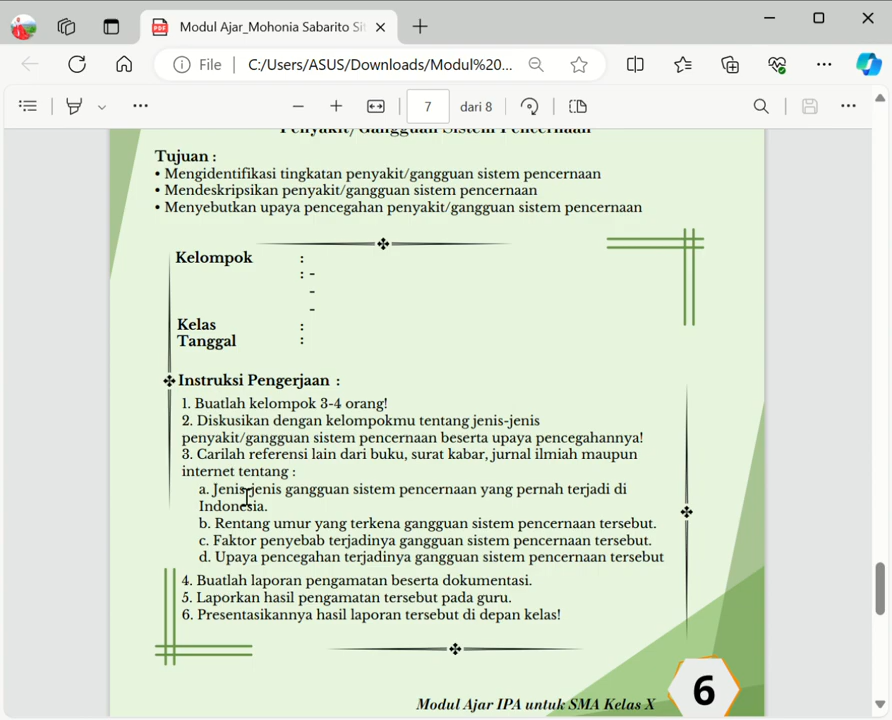 Modul Ajar_Mohonia Sabarito Sit
File
C:/Users/ASUS/Downloads/Modul%20...
7 dari 8
Penyakit/Gangguan Sistem Pencernaan
Tujuan :
• Mengidentifikasi tingkatan penyakit/gangguan sistem pencernaan
• Mendeskripsikan penyakit/gangguan sistem pencernaan
• Menyebutkan upaya pencegahan penyakit/gangguan sistem pencernaan
Kelompok :
: -
-
-
Kelas :
Tanggal :
Instruksi Pengerjaan :
1. Buatlah kelompok 3-4 orang!
2. Diskusikan dengan kelompokmu tentang jenis-jenis
penyakit/gangguan sistem pencernaan beserta upaya pencegahannya!
3. Carilah referensi lain dari buku, surat kabar, jurnal ilmiah maupun
internet tentang :
a. Jenis-jenis gangguan sistem pencernaan yang pernah terjadi di
Indonesia.
b. Rentang umur yang terkena gangguan sistem pencernaan tersebut.
c. Faktor penyebab terjadinya gangguan sistem pencernaan tersebut.
d. Upaya pencegahan terjadinya gangguan sistem pencernaan tersebut
4. Buatlah laporan pengamatan beserta dokumentasi.
5. Laporkan hasil pengamatan tersebut pada guru.
6. Presentasikannya hasil laporan tersebut di depan kelas!
Modul Ajar IPA untuk SMA Kelas X
6